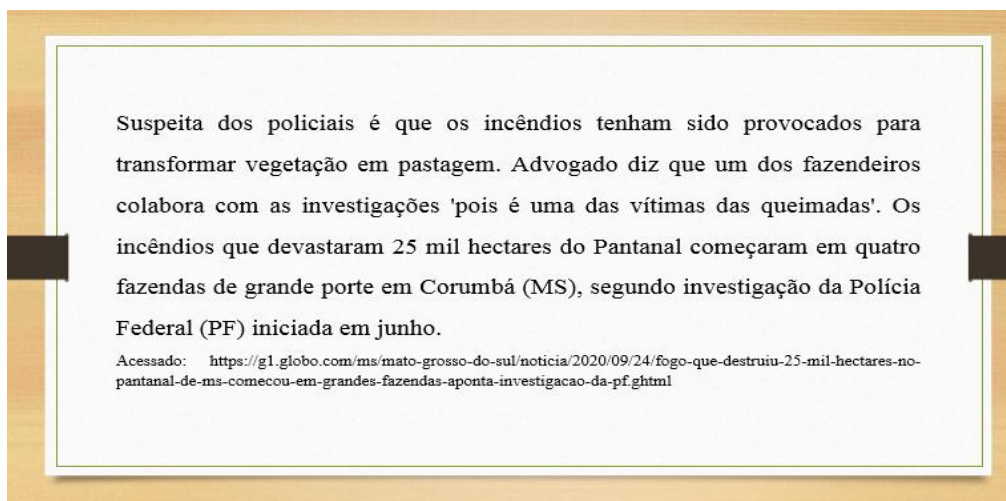 Suspeita dos policiais é que os incêndios tenham sido provocados para
transformar vegetação em pastagem. Advogado diz que um dos fazendeiros
colabora com as investigações 'pois é uma das vítimas das queimadas'. Os
incêndios que devastaram 25 mil hectares do Pantanal começaram em quatro
fazendas de grande porte em Corumbá (MS), segundo investigação da Polícia
Federal (PF) iniciada em junho.
Acessado: https://g1.globo.com/ms/mato-grosso-do-sul/noticia/2020/09/24/fogo-que-destruiu-25-mil-hectares-no-
pantanal-de-ms-comecou-em-grandes-fazendas-aponta-investigacao-da-pf.ghtml